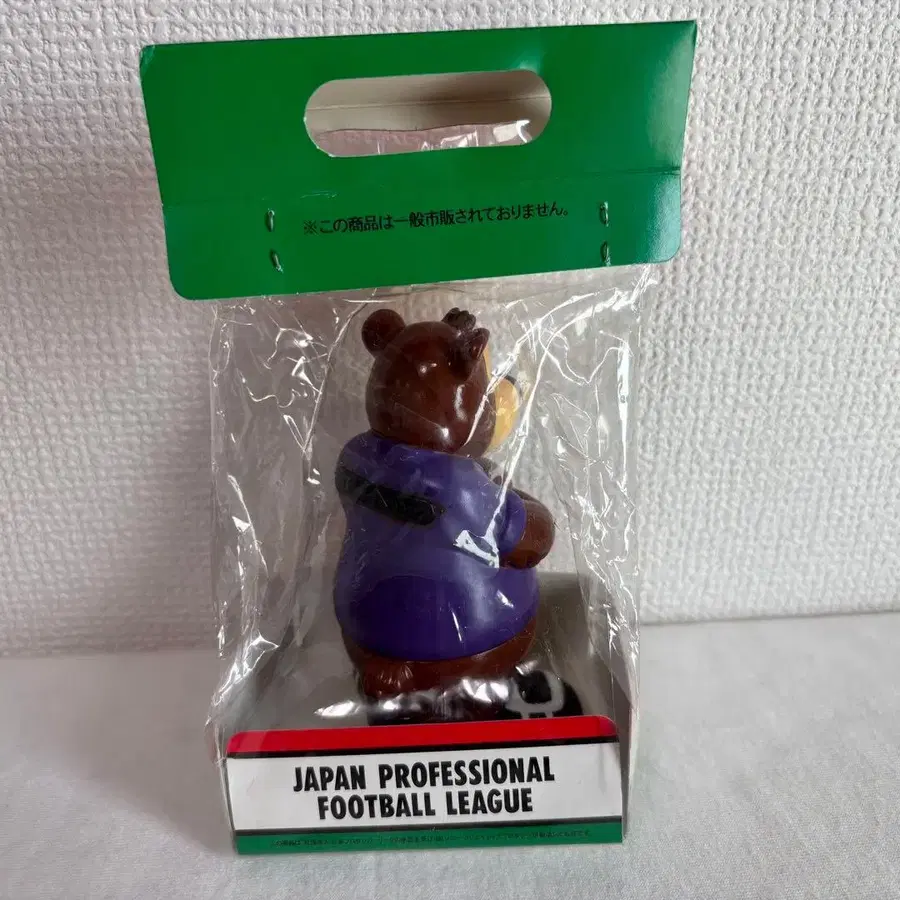 ※この商品は一般市販されておりません。
JAPAN PROFESSIONAL
FOOTBALL LEAGUE